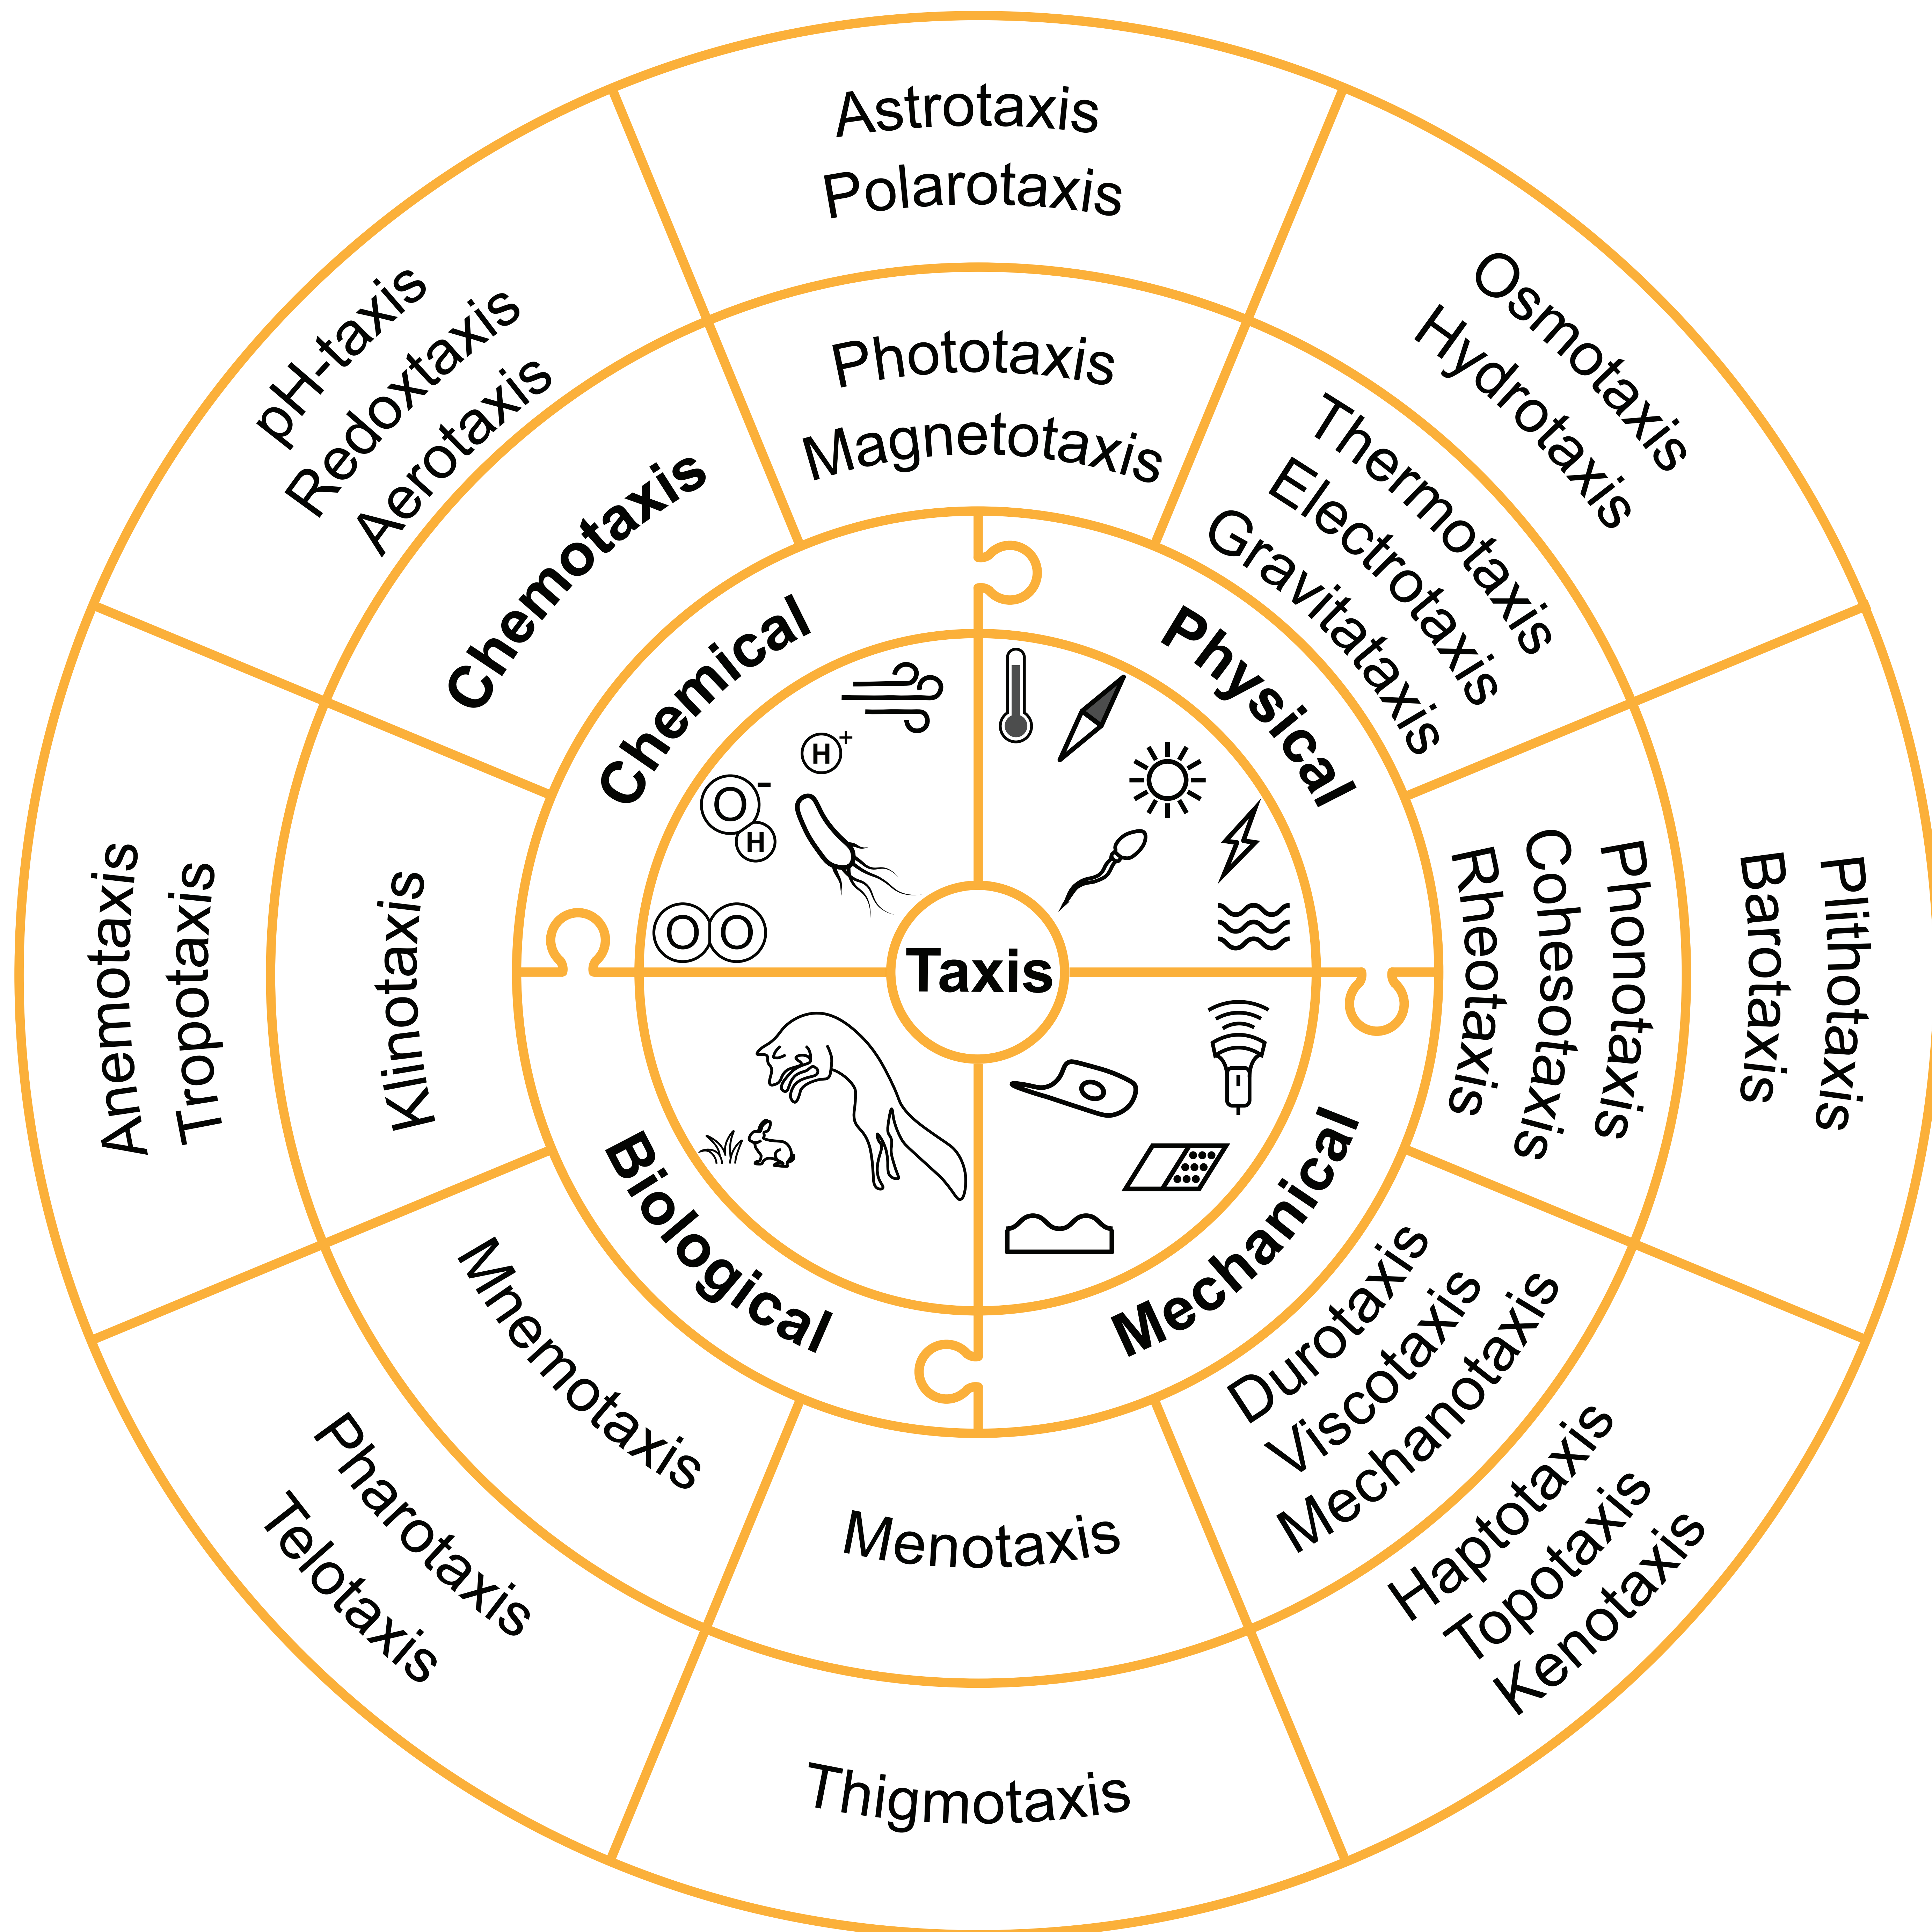 Astrotaxis
Polarotaxis
Phototaxis
Magnetotaxis
Osmotaxis
Hydrotaxis
Thermotaxis
Electrotaxis
Gravitataxis
Plithotaxis
Barotaxis
Phonotaxis
Cohesotaxis
Rheotaxis
Durotaxis
Viscotaxis
Mechanotaxis
Haptotaxis
Topotaxis
Kenotaxis
Menotaxis
Thigmotaxis
Mnemotaxis
Pharotaxis
Telotaxis
Klinotaxis
Tropotaxis
Anemotaxis
pH-taxis
Redoxtaxis
Aerotaxis
Chemotaxis
Chemical
Physical
Mechanical
Biological
Taxis
H+
O-
H
O O